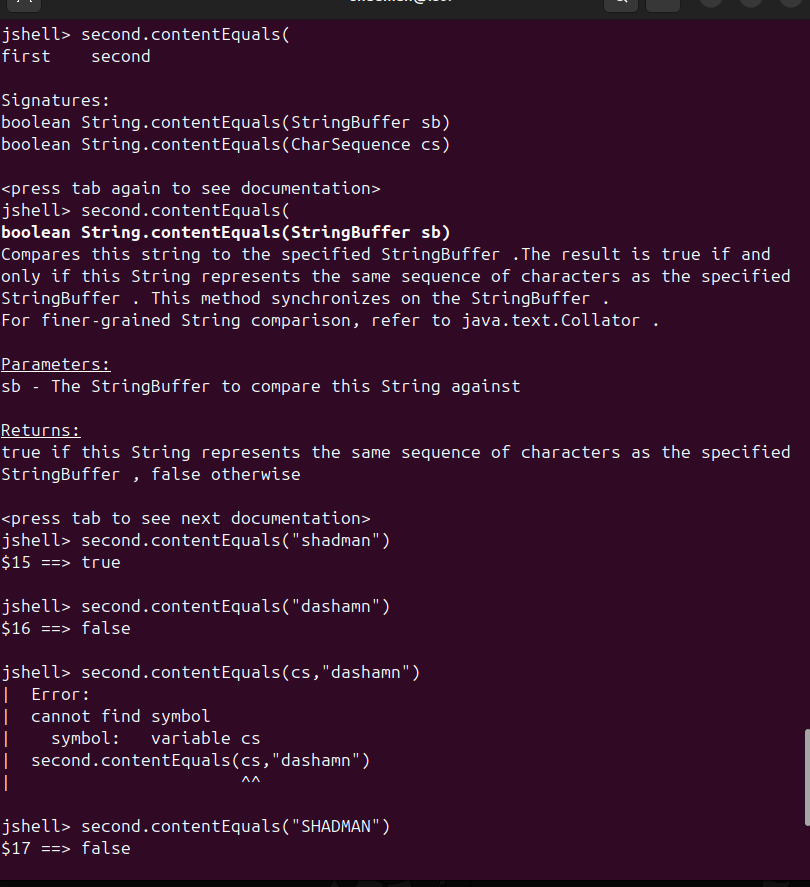 jshell> second.contentEquals(
first    second
Signatures:
boolean String.contentEquals(StringBuffer sb)
boolean String.contentEquals(CharSequence cs)
<press tab again to see documentation>
jshell> second.contentEquals(
boolean String.contentEquals(StringBuffer sb)
Compares this string to the specified StringBuffer .The result is true if and
only if this String represents the same sequence of characters as the specified
StringBuffer . This method synchronizes on the StringBuffer .
For finer-grained String comparison, refer to java.text.Collator .
Parameters:
sb - The StringBuffer to compare this String against
Returns:
true if this String represents the same sequence of characters as the specified
StringBuffer , false otherwise
<press tab to see next documentation>
jshell> second.contentEquals("shadman")
$15 ==> true
jshell> second.contentEquals("dashamn")
$16 ==> false
jshell> second.contentEquals(cs,"dashamn")
|  Error:
|  cannot find symbol
|    symbol:   variable cs
|  second.contentEquals(cs,"dashamn")
|                       ^^
jshell> second.contentEquals("SHADMAN")
$17 ==> false